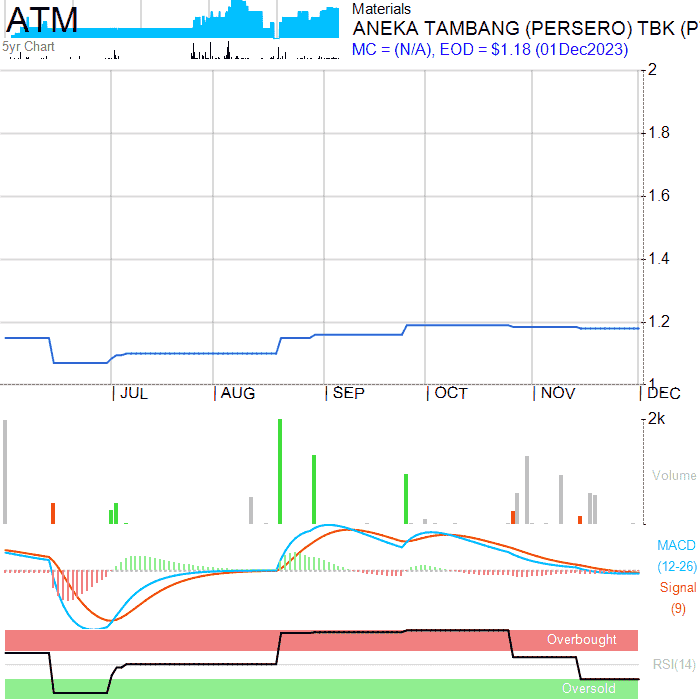 ATM
5yr Chart
Materials
ANEKA TAMBANG (PERSERO) TBK (P
MC = (N/A), EOD = $1.18 (01Dec2023)
2
1.8
1.6
1.4
1.2
1
JUL AUG SEP OCT NOV DEC
2k
Volume
MACD
(12-26)
Signal
(9)
Overbought
RSI(14)
Oversold